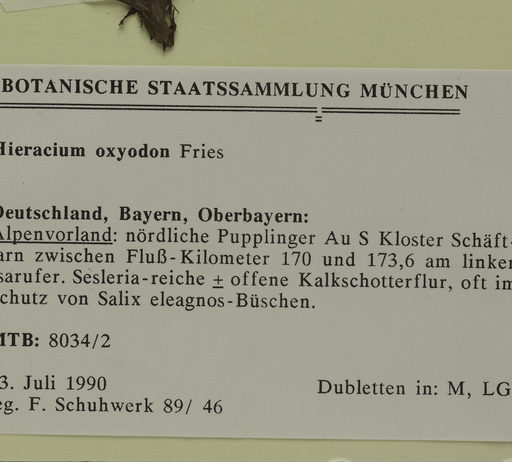 BOTANISCHE STAATSSAMMLUNG MÜNCHEN
Hieracium oxyodon Fries
Deutschland, Bayern, Oberbayern:
Alpenvorland: nördliche Pupplinger Au S Kloster Schäft-
arn zwischen Fluß-Kilometer 170 und 173,6 am linken
sarufer. Sesleria-reiche ± offene Kalkschotterflur, oft im
chutz von Salix eleagnos-Büschen.
MTB: 8034/2
3. Juli 1990
eg. F. Schuhwerk 89/ 46
Dubletten in: M, LG